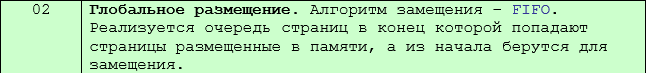 02 Глобальное размещение. Алгоритм замещения – FIFO.
Реализуется очередь страниц в конец которой попадают
страницы размещенные в памяти, а из начала берутся для
замещения.